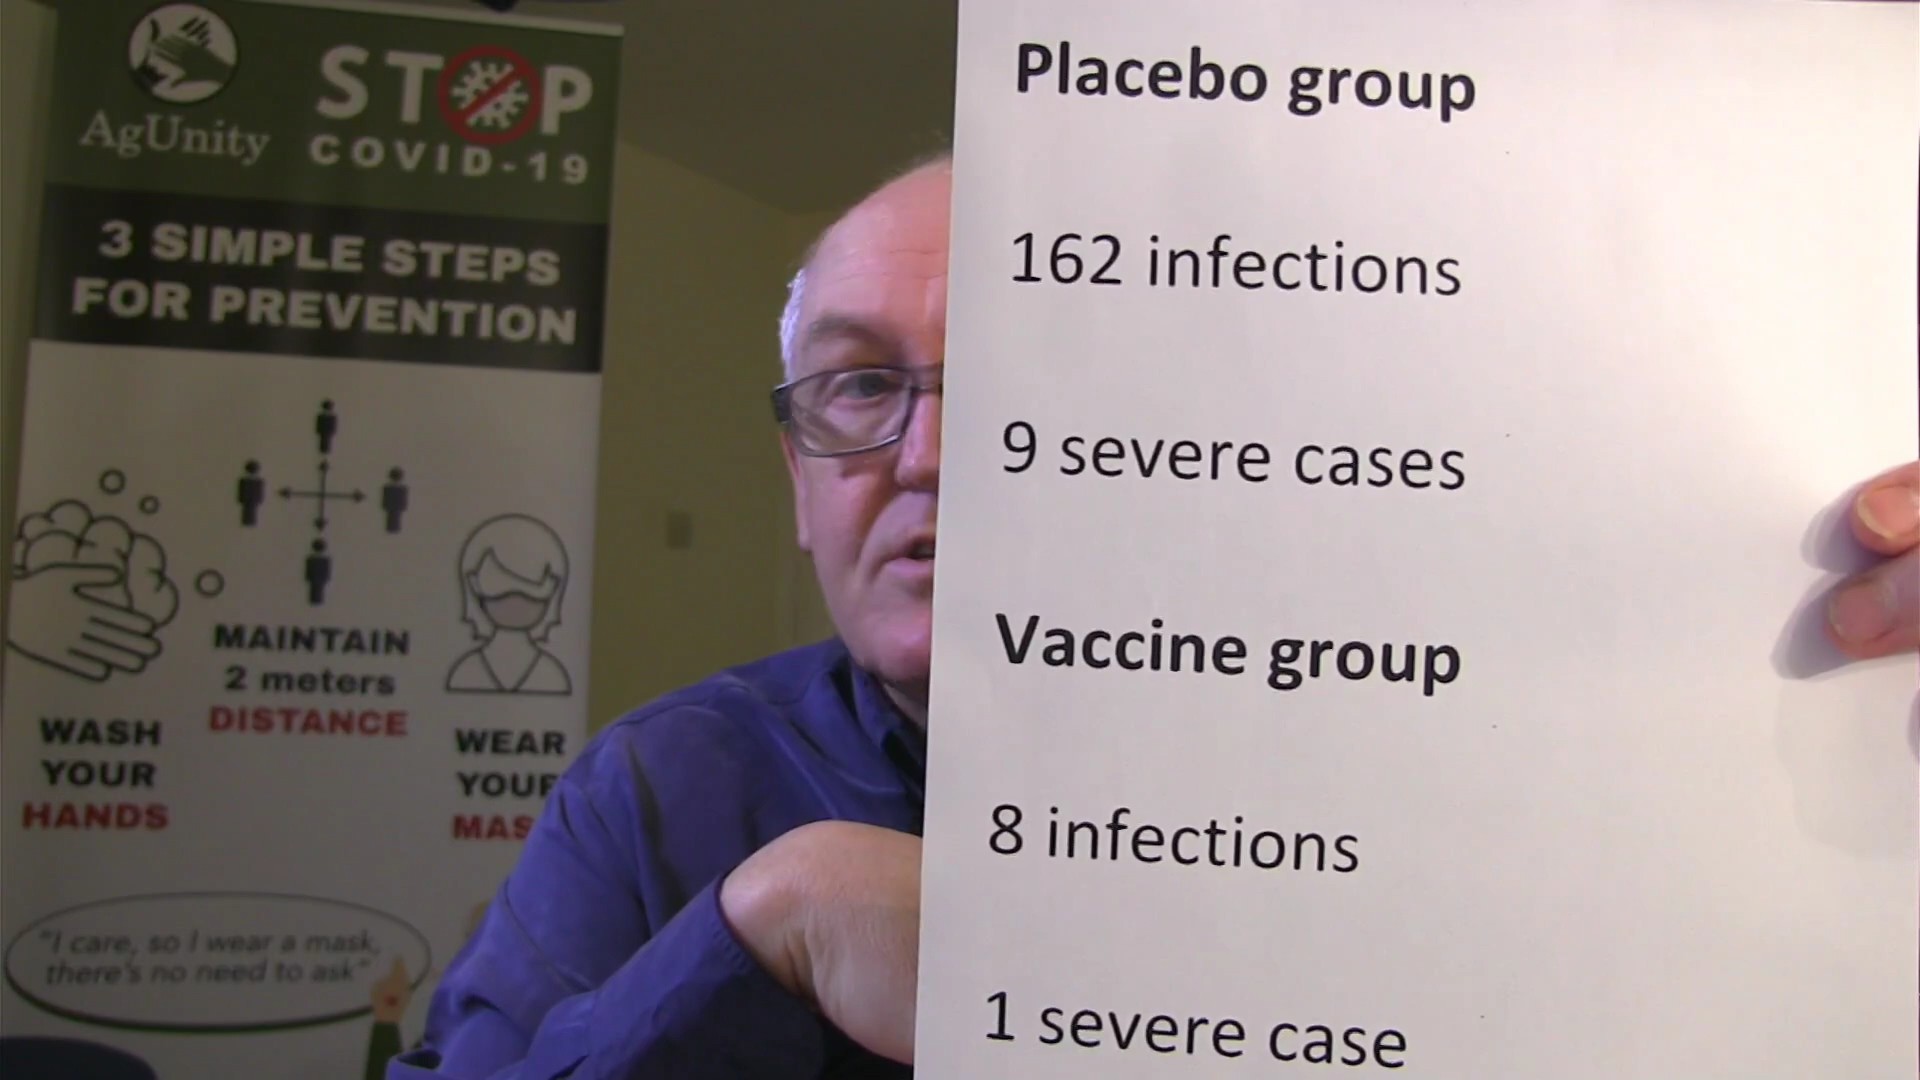 AgUnity
STOP
COVID-19
3 SIMPLE STEPS
FOR PREVENTION
MAINTAIN
2 meters
DISTANCE
WASH
YOUR
HANDS
WEAR
YOUR
MAS
"I care, so I wear a mask,
there's no need to ask"
Placebo group
162 infections
9 severe cases
Vaccine group
8 infections
1 severe case